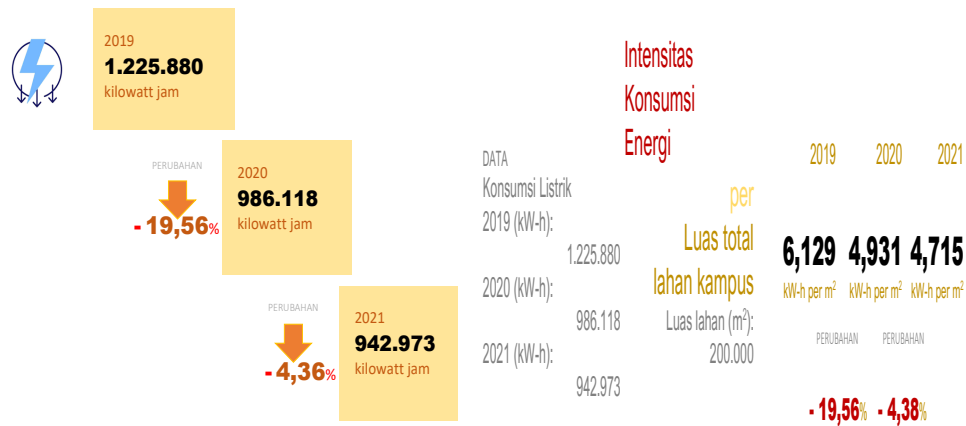 2019
1.225.880
kilowatt jam
PERUBAHAN
- 19,56%
2020
986.118
kilowatt jam
PERUBAHAN
- 4,36%
2021
942.973
kilowatt jam
DATA
Konsumsi Listrik
2019 (kW-h):
1.225.880
2020 (kW-h):
986.118
2021 (kW-h):
942.973
Intensitas
Konsumsi
Energi
per
Luas total
lahan kampus
Luas lahan (m²):
200.000
2019 2020 2021
6,129 4,931 4,715
kW-h per m² kW-h per m² kW-h per m²
PERUBAHAN PERUBAHAN
- 19,56% - 4,38%